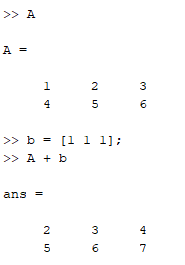 >> A
A =
1 2 3
4 5 6
>> b = [1 1 1];
>> A + b
ans =
2 3 4
5 6 7